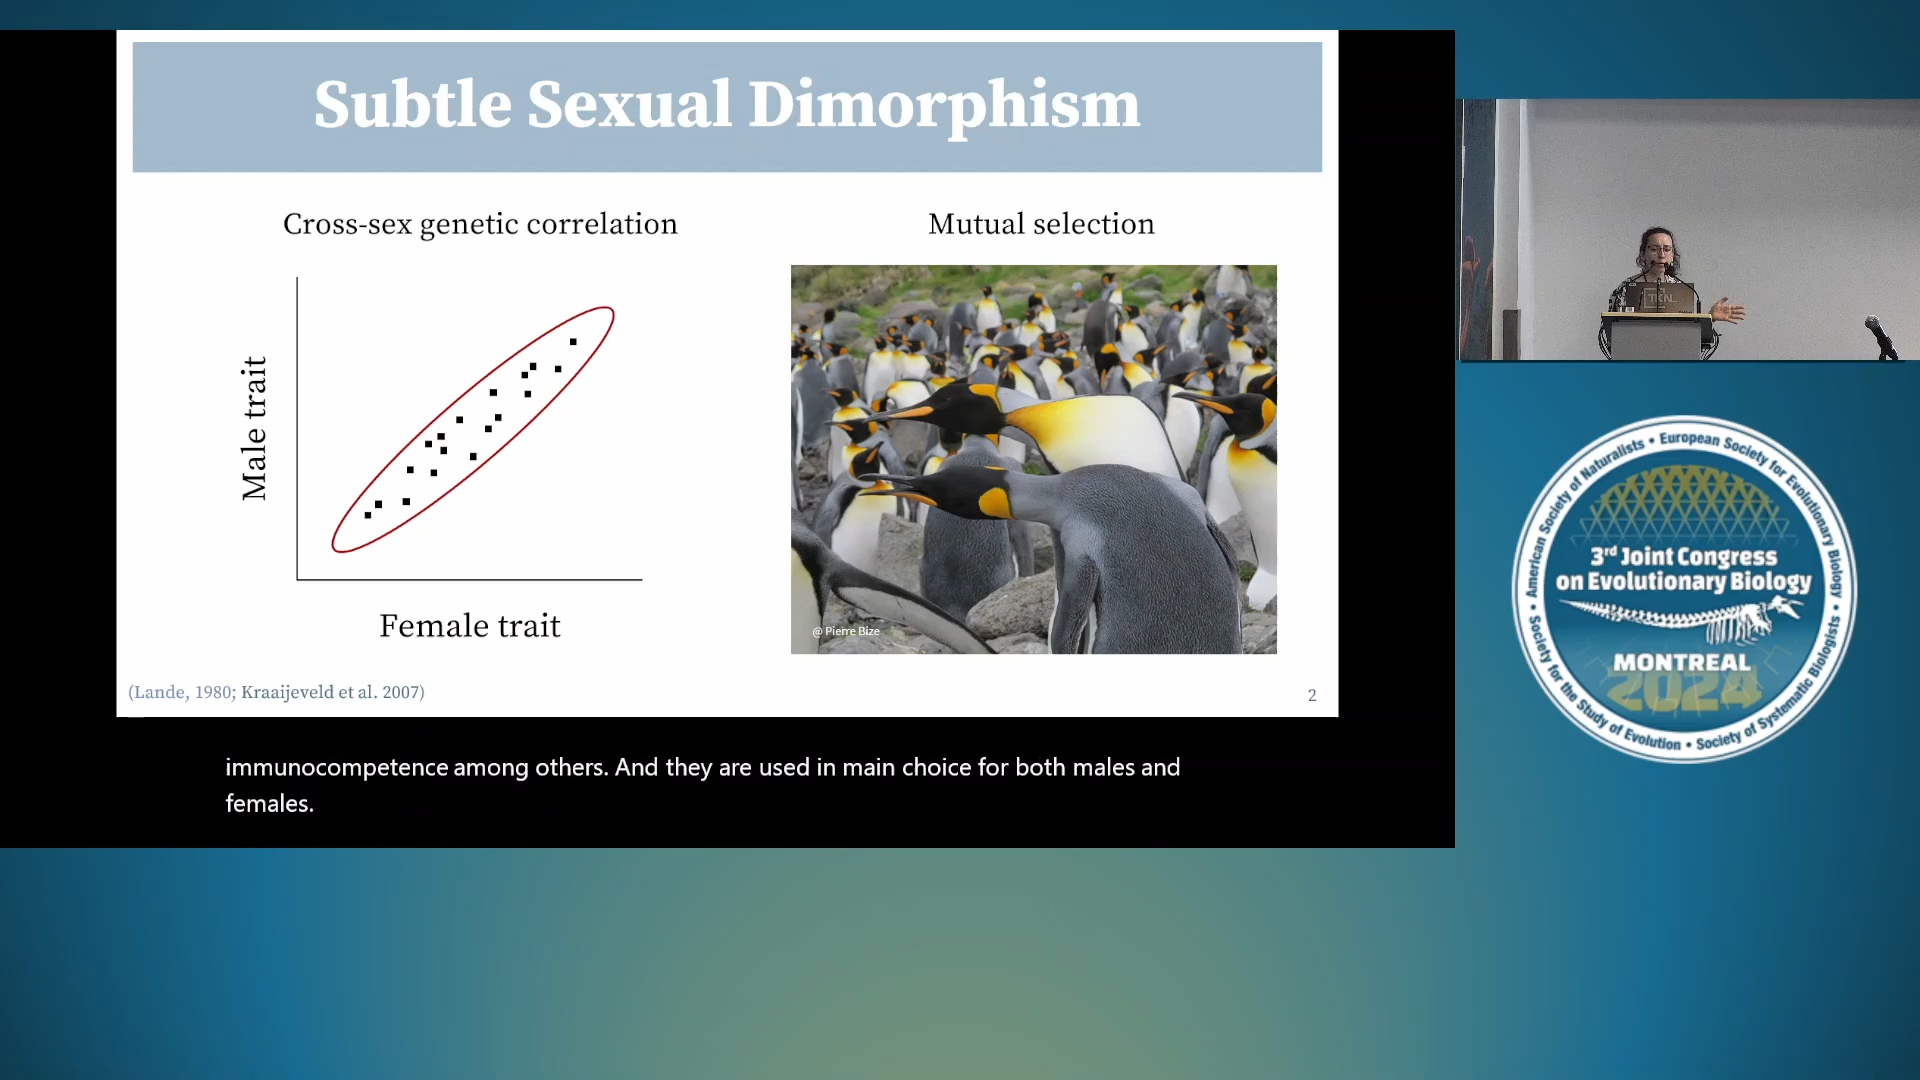 Subtle Sexual Dimorphism
Cross-sex genetic correlation
Mutual selection
Male trait
Female trait
@ Pierre Bize
(Lande, 1980; Kraaijeveld et al. 2007)
2
immunocompetence among others. And they are used in main choice for both males and
females.
American Society of Naturalists • European Society for Evolutionary Biology •
Society of Systematic Biologists • Society for the Study of Evolution •
3rd Joint Congress
on Evolutionary Biology
MONTREAL
2024